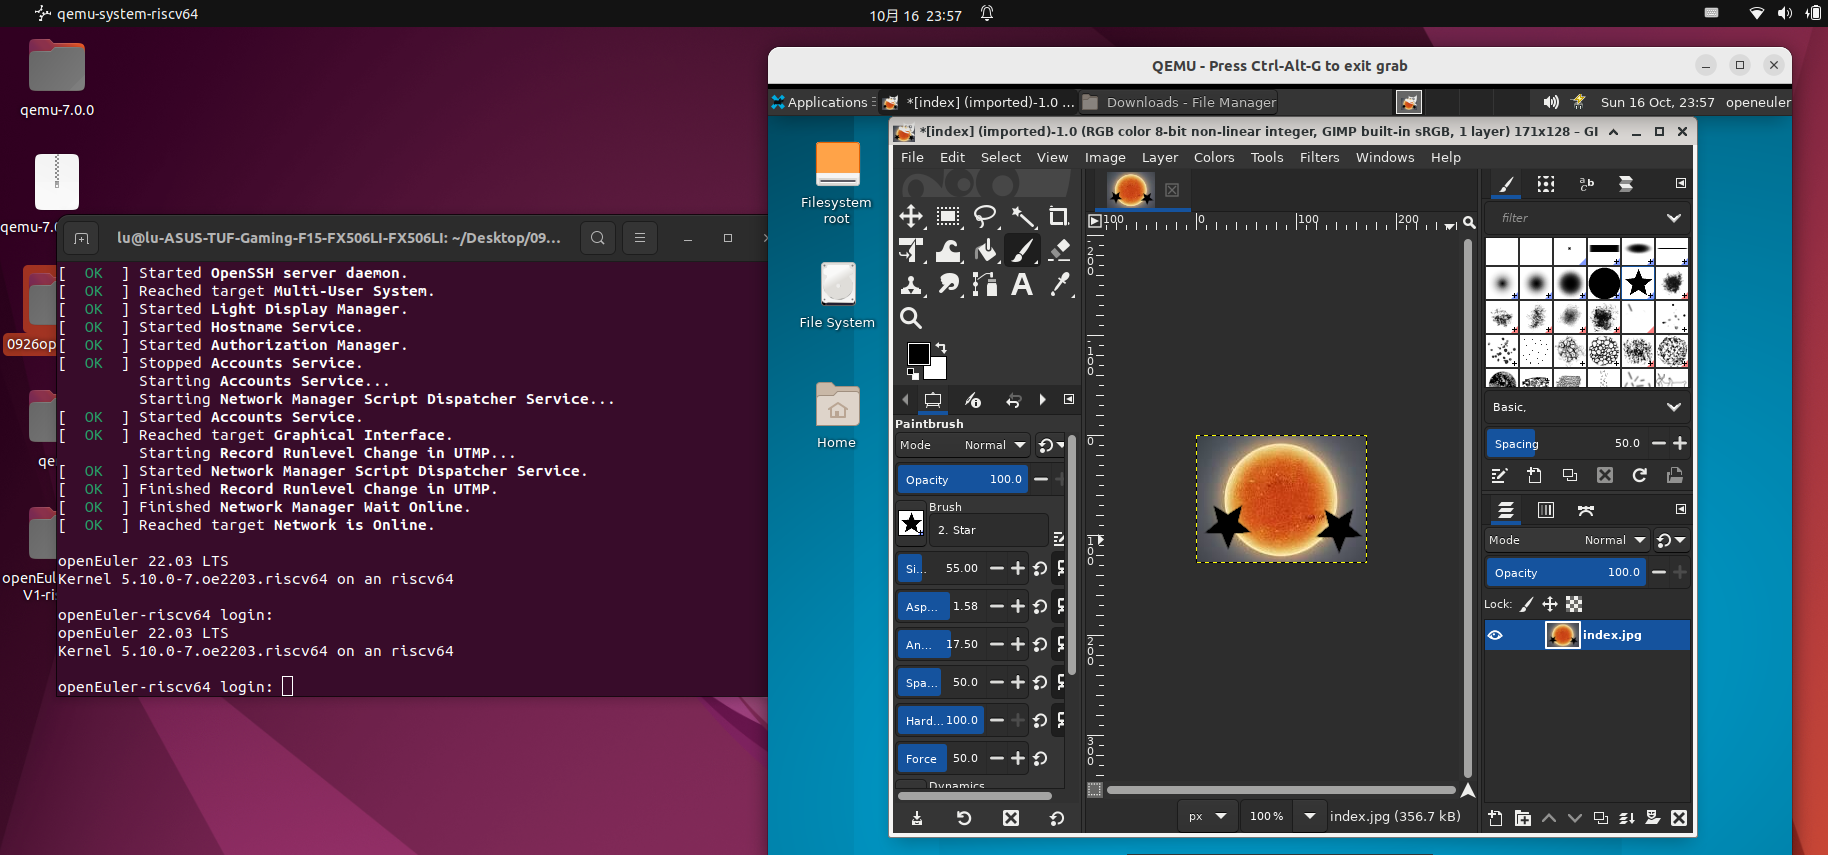 qemu-system-riscv64
10月 16 23:57
qemu-7.0.0
qemu-7.0
0926op
qe
openEul
V1-ris
lu@lu-ASUS-TUF-Gaming-F15-FX506LI-FX506LI: ~/Desktop/09...
[  OK  ] Started OpenSSH server daemon.
[  OK  ] Reached target Multi-User System.
[  OK  ] Started Light Display Manager.
[  OK  ] Started Hostname Service.
[  OK  ] Started Authorization Manager.
[  OK  ] Stopped Accounts Service.
Starting Accounts Service...
Starting Network Manager Script Dispatcher Service...
[  OK  ] Started Accounts Service.
[  OK  ] Reached target Graphical Interface.
Starting Record Runlevel Change in UTMP...
[  OK  ] Started Network Manager Script Dispatcher Service.
[  OK  ] Finished Record Runlevel Change in UTMP.
[  OK  ] Finished Network Manager Wait Online.
[  OK  ] Reached target Network is Online.
openEuler 22.03 LTS
Kernel 5.10.0-7.oe2203.riscv64 on an riscv64
openEuler-riscv64 login:
openEuler 22.03 LTS
Kernel 5.10.0-7.oe2203.riscv64 on an riscv64
openEuler-riscv64 login:
QEMU - Press Ctrl-Alt-G to exit grab
Applications
*[index] (imported)-1.0 ...
Downloads - File Manager
Sun 16 Oct, 23:57 openeuler
Filesystem
root
File System
Home
*[index] (imported)-1.0 (RGB color 8-bit non-linear integer, GIMP built-in sRGB, 1 layer) 171x128 – GI
File Edit Select View Image Layer Colors Tools Filters Windows Help
Paintbrush
Mode Normal
Opacity 100.0
Brush
2. Star
Si... 55.00
Asp... 1.58
An... 17.50
Spa... 50.0
Hard... 100.0
Force 50.0
Dynamics
100 0 100 200
200
100
0
100
200
300
px 100 % index.jpg (356.7 kB)
filter
Basic,
Spacing 50.0
Mode Normal
Opacity 100.0
Lock:
index.jpg